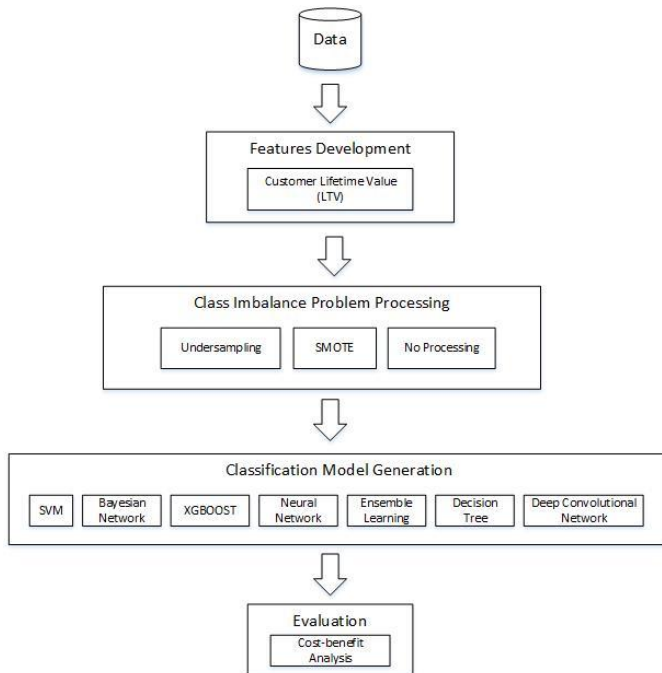 Data
Features Development
Customer Lifetime Value
(LTV)
Class Imbalance Problem Processing
Undersampling
SMOTE
No Processing
Classification Model Generation
SVM
Bayesian
Network
XGBOOST
Neural
Network
Ensemble
Learning
Decision
Tree
Deep Convolutional
Network
Evaluation
Cost-benefit
Analysis